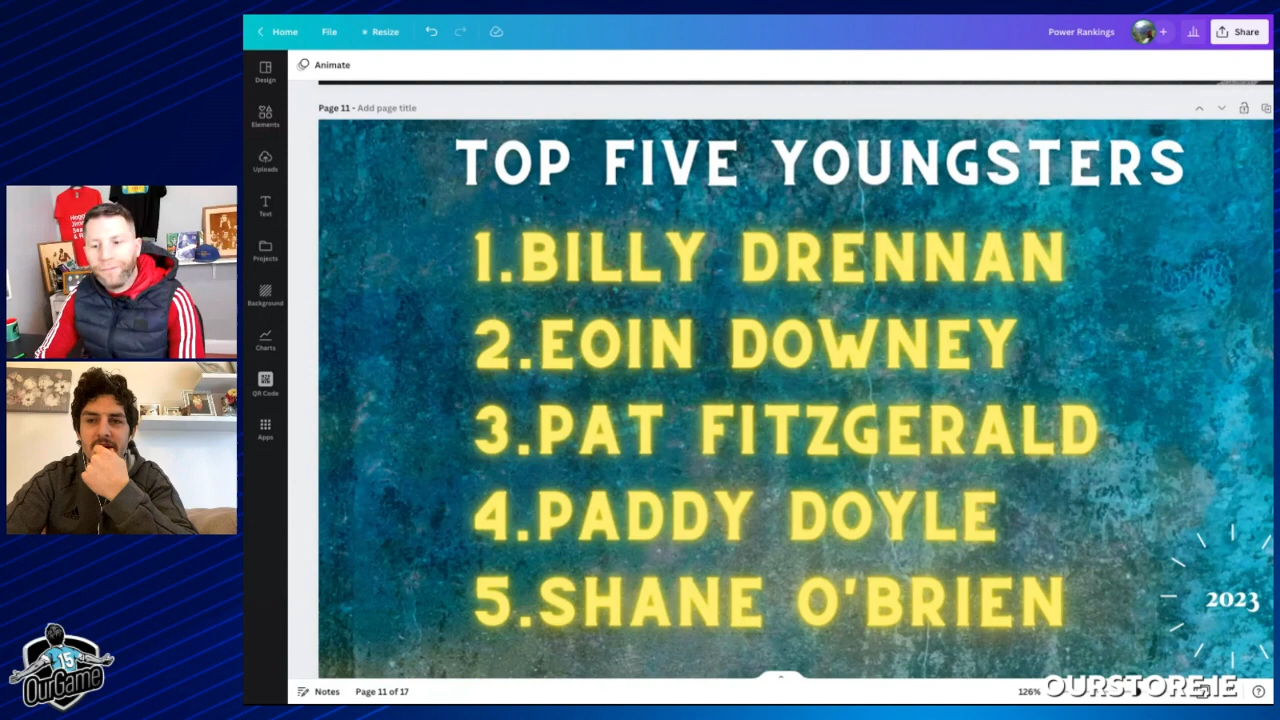 Home File Resize Power Rankings Share
Animate
Design
Elements
Uploads
Text
Projects
Background
Charts
QR Code
Apps
Page 11 - Add page title
TOP FIVE YOUNGSTERS
1.BILLY DRENNAN
2.EOIN DOWNEY
3.PAT FITZGERALD
4.PADDY DOYLE
5.SHANE O'BRIEN
2023
Notes Page 11 of 17 126%
OURSTORE.IE
15
OurGame